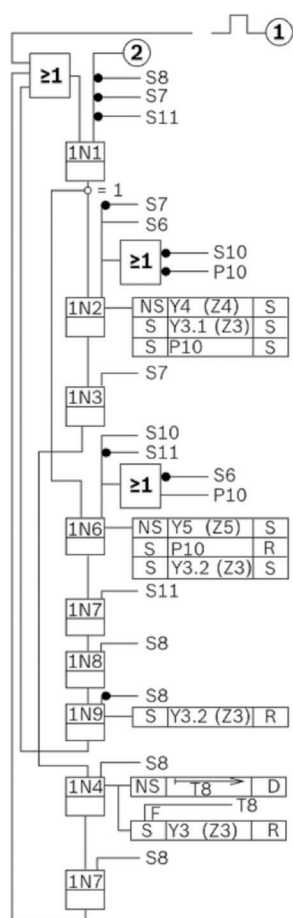 1
2
≥1
S8
S7
S11
1N1
= 1
S7
S6
≥1
S10
P10
1N2
NS Y4 (Z4) S
S Y3.1 (Z3) S
S P10 S
S7
1N3
S10
S11
≥1
S6
P10
1N6
NS Y5 (Z5) S
S P10 R
S Y3.2 (Z3) S
S11
1N7
S8
1N8
S8
1N9
S Y3.2 (Z3) R
S8
1N4
NS T8 D
T8
F
S Y3 (Z3) R
S8
1N7